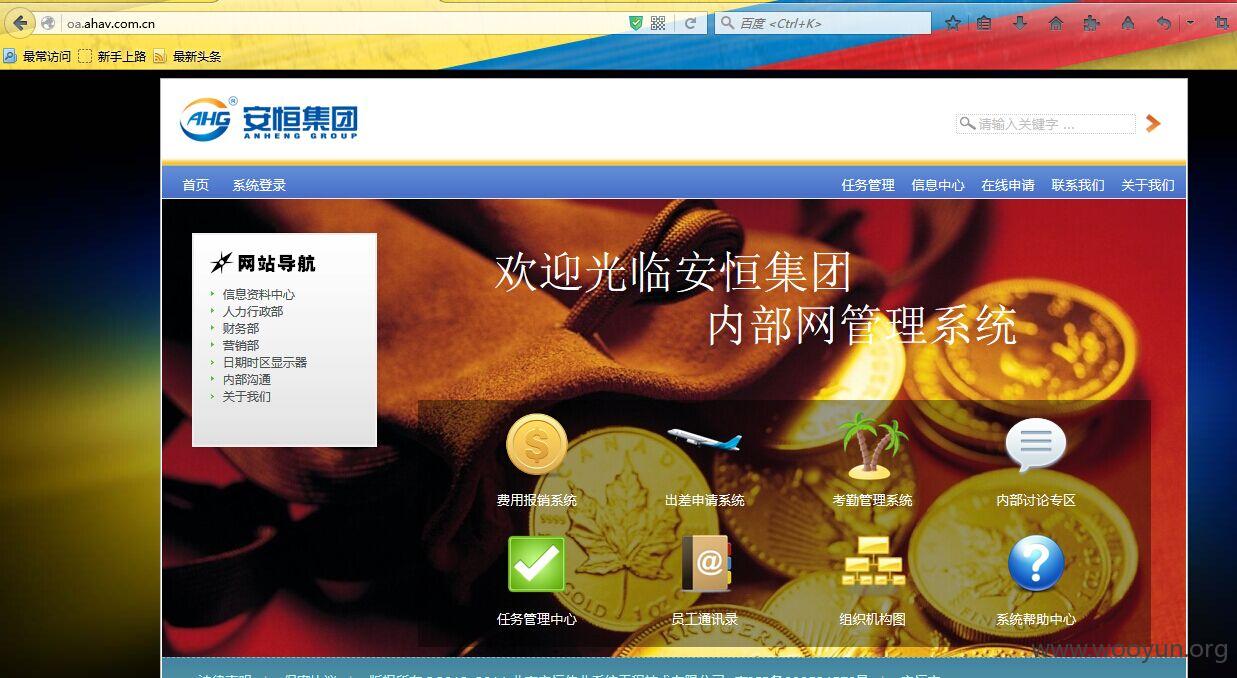 oa.ahav.com.cn
百度 <Ctrl+K>
最常访问 新手上路 最新头条
AHG ® 安恒集团
ANHENG GROUP
请输入关键字 ...
首页 系统登录 任务管理 信息中心 在线申请 联系我们 关于我们
网站导航
信息资料中心
人力行政部
财务部
营销部
日期时区显示器
内部沟通
关于我们
欢迎光临安恒集团
内部网管理系统
费用报销系统 出差申请系统 考勤管理系统 内部讨论专区
任务管理中心 员工通讯录 组织机构图 系统帮助中心
CANADA
GOLD
KRUGERR
www.wooyun.org